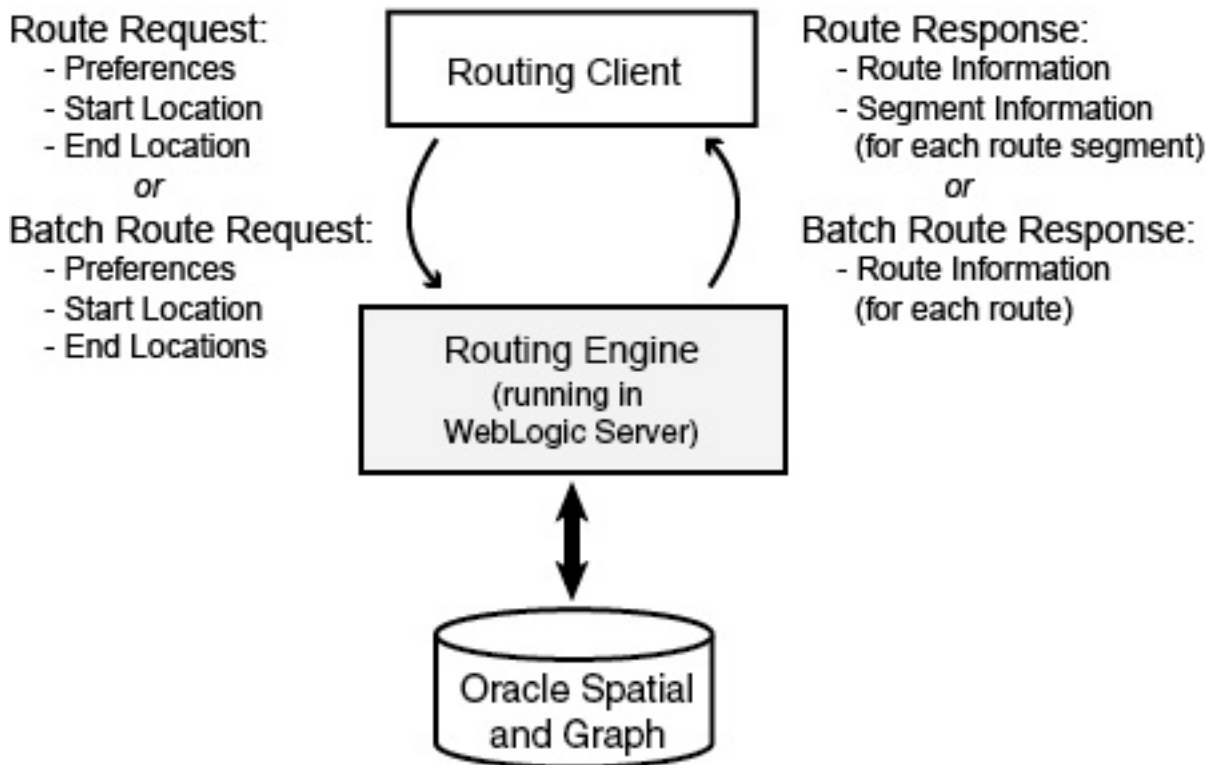 Route Request:
- Preferences
- Start Location
- End Location
or
Batch Route Request:
- Preferences
- Start Location
- End Locations
Routing Client
Route Response:
- Route Information
- Segment Information
(for each route segment)
or
Batch Route Response:
- Route Information
(for each route)
Routing Engine
(running in
WebLogic Server)
Oracle Spatial
and Graph